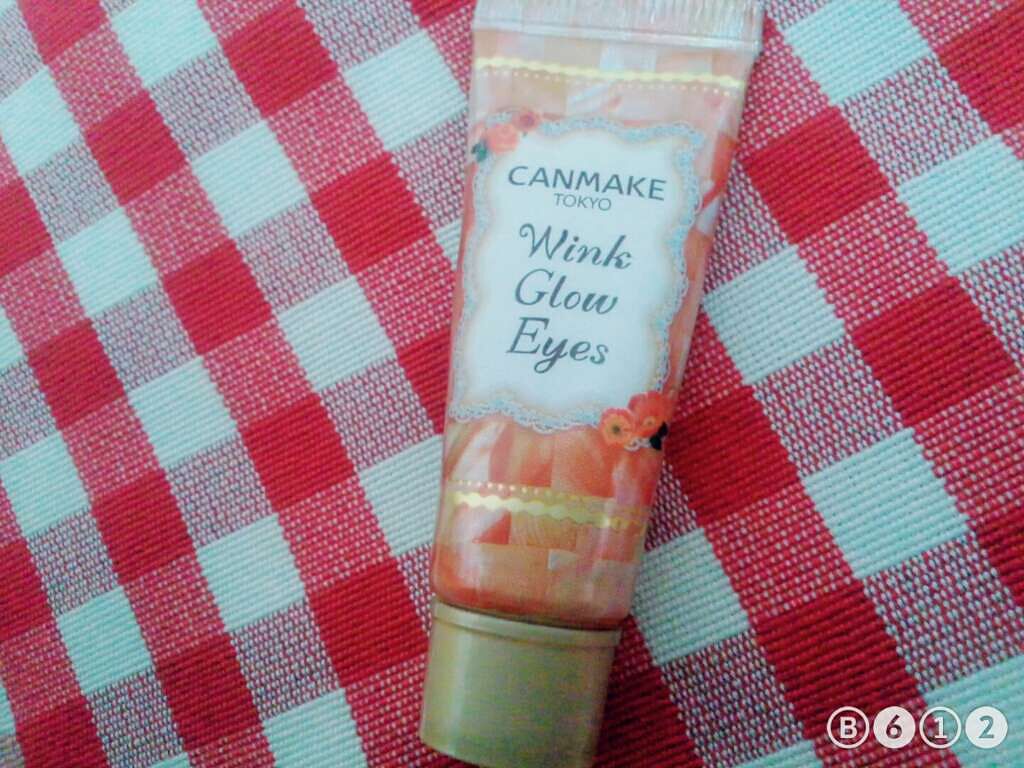 CANMAKE
TOKYO
Wink
Glow
Eyes
B612